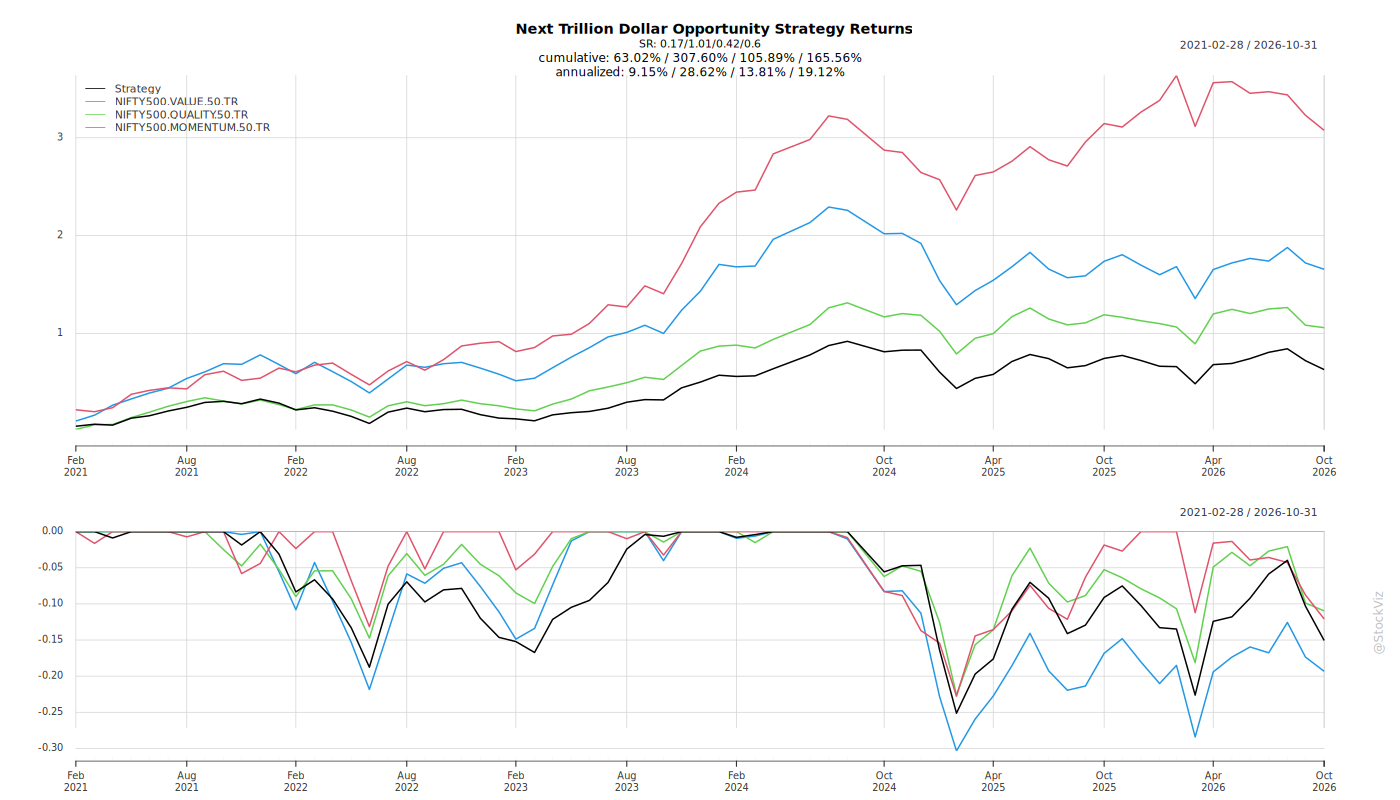 Next Trillion Dollar Opportunity Strategy Returns
SR: 0.17/1.01/0.42/0.6
2021-02-28 / 2026-10-31
cumulative: 63.02% / 307.60% / 105.89% / 165.56%
annualized: 9.15% / 28.62% / 13.81% / 19.12%
Strategy
NIFTY500.VALUE.50.TR
NIFTY500.QUALITY.50.TR
NIFTY500.MOMENTUM.50.TR
3
2
1
Feb Aug Feb Aug Feb Aug Feb Oct Apr Oct Apr Oct
2021 2021 2022 2022 2023 2023 2024 2024 2025 2025 2026 2026
2021-02-28 / 2026-10-31
0.00
-0.05
-0.10
-0.15
-0.20
-0.25
-0.30
Feb Aug Feb Aug Feb Aug Feb Oct Apr Oct Apr Oct
2021 2021 2022 2022 2023 2023 2024 2024 2025 2025 2026 2026
@StockViz